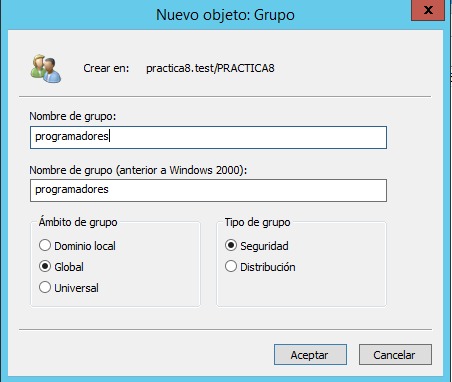 Nuevo objeto: Grupo
x
Crear en: practica8.test/PRACTICA8
Nombre de grupo:
programadores
Nombre de grupo (anterior a Windows 2000):
programadores
Ámbito de grupo
Dominio local
Global
Universal
Tipo de grupo
Seguridad
Distribución
Aceptar
Cancelar